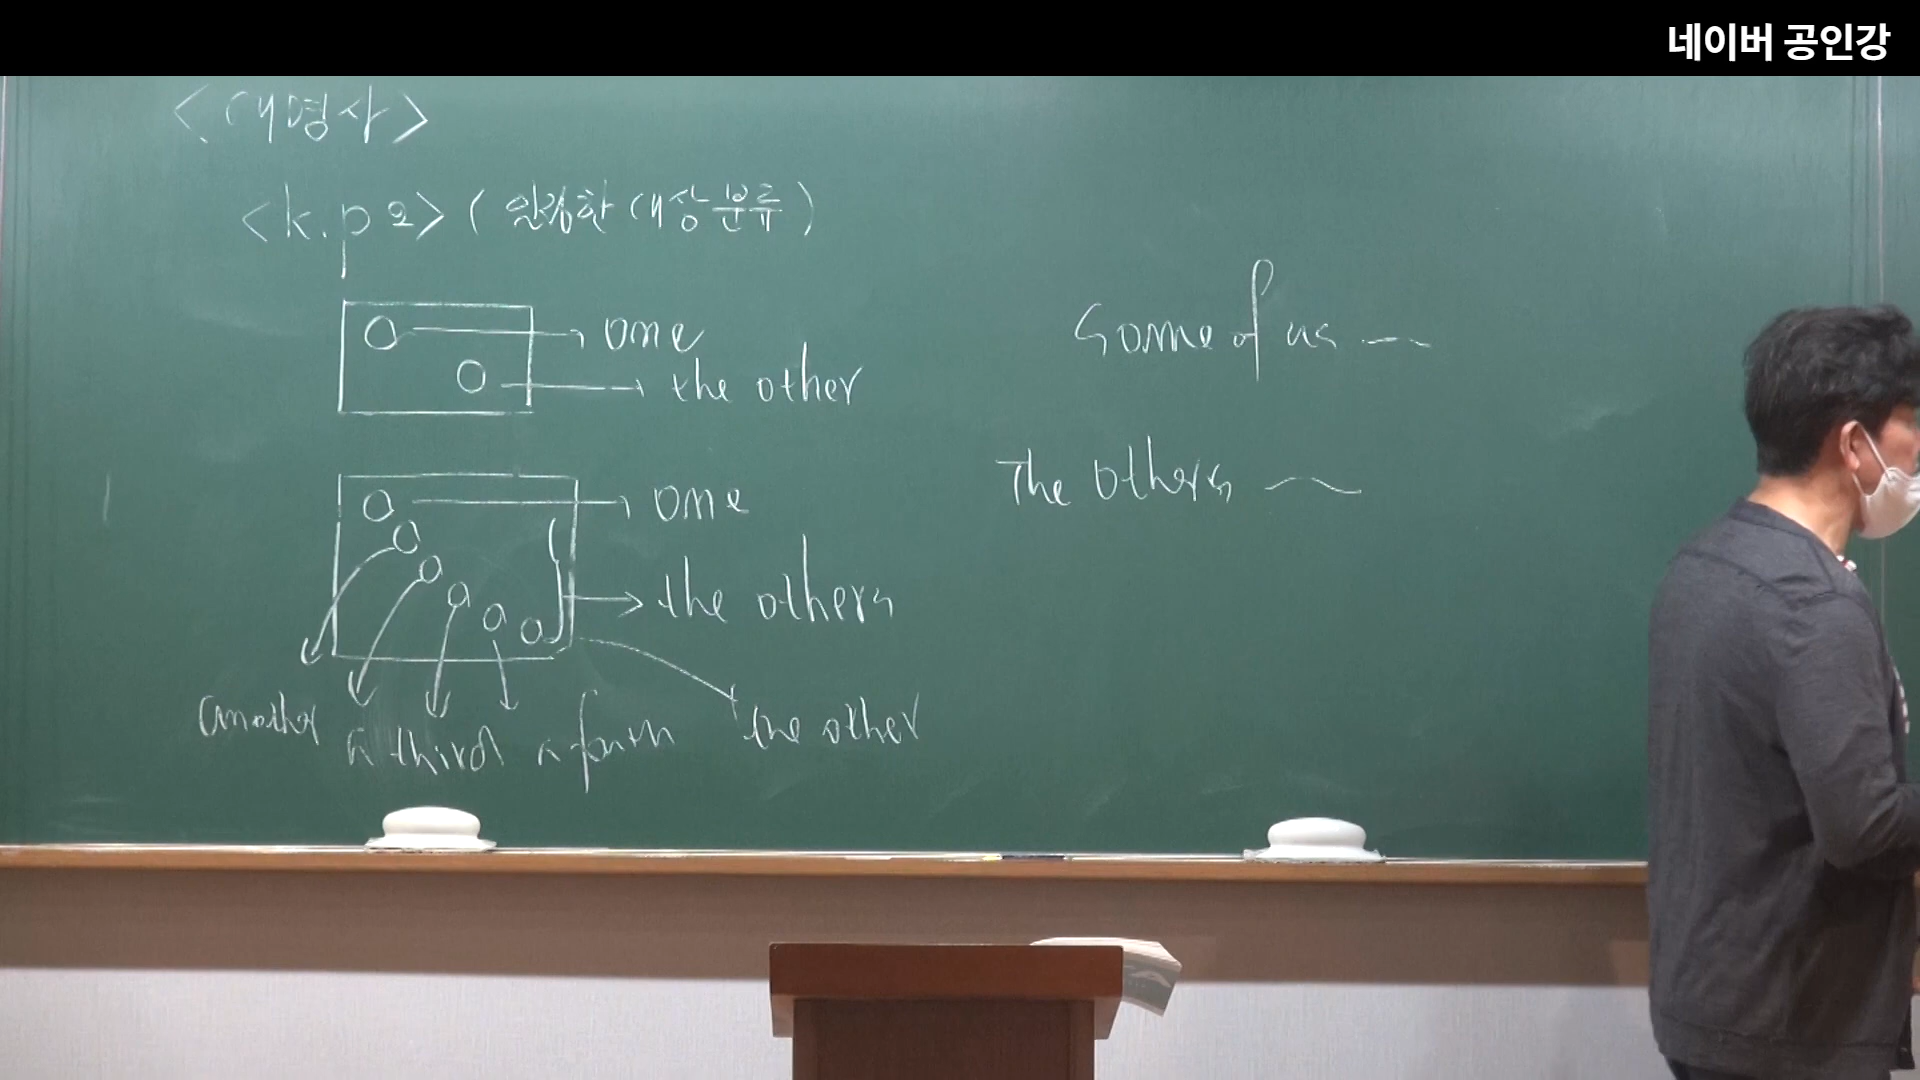 네이버 공인강
<대명사>
<k.p 2> (일정한 대상 분류)
one
the other
one
the others
another a third a fourth the other
Some of us ~
The others ~